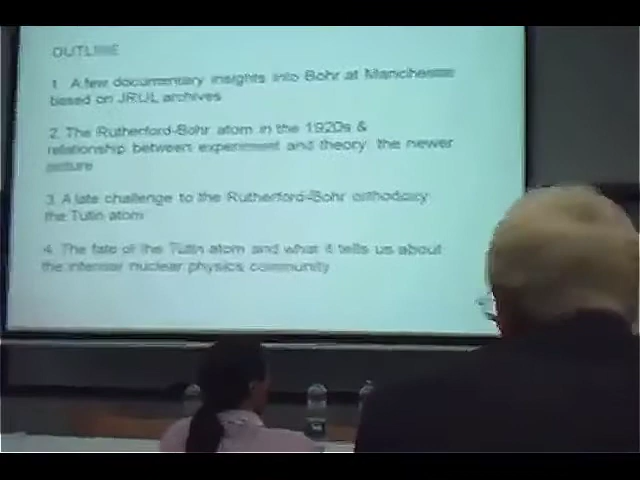 OUTLINE
1. A few documentary insights into Bohr at Manchester
based on JRUL archives
2. The Rutherford-Bohr atom in the 1920s &
relationship between experiment and theory: the newer
picture
3. A late challenge to the Rutherford-Bohr orthodoxy:
the Tutin atom
4. The fate of the Tutin atom and what it tells us about
the interwar nuclear physics community